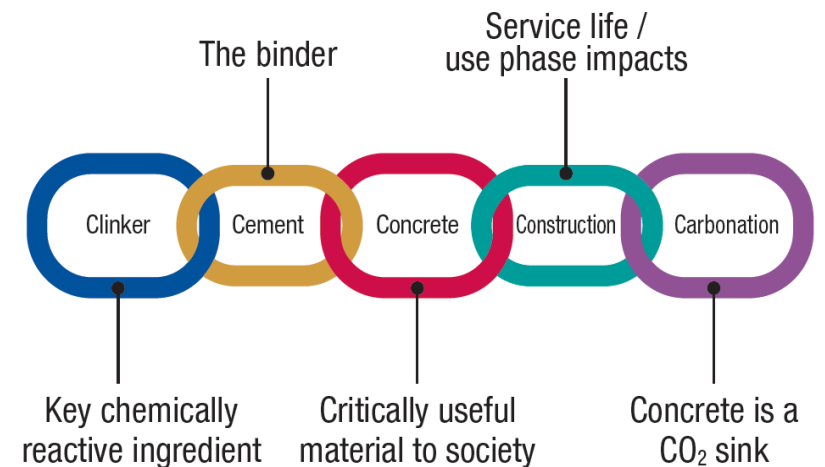 The binder
Service life /
use phase impacts
Clinker
Cement
Concrete
Construction
Carbonation
Key chemically
reactive ingredient
Critically useful
material to society
Concrete is a
CO₂ sink